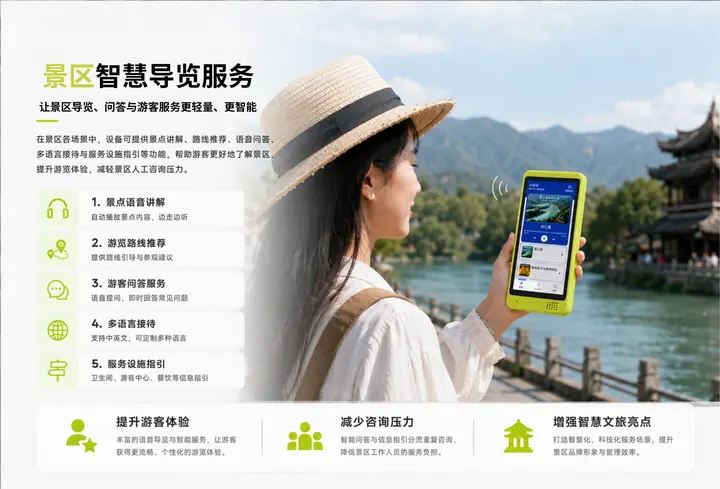 景区智慧导览服务
让景区导览、问答与游客服务更轻量、更智能
在景区各场景中，设备可提供景点讲解、路线推荐、语音问答、
多语言接待与服务设施指引等功能，帮助游客更好地了解景区，
提升游览体验，减轻景区人工咨询压力。
1. 景点语音讲解
自动播放景点内容，边走边听
2. 游览路线推荐
提供路线引导与参观建议
3. 游客问答服务
语音提问，即时回答常见问题
4. 多语言接待
支持中英文，可定制多种语言
5. 服务设施指引
卫生间、游客中心、餐饮等信息指引
提升游客体验
丰富的语音导览与智能服务，让游客
获得更流畅、个性化的游览体验。
减少咨询压力
智能问答与信息指引分流重复咨询，
降低景区工作人员的服务负担。
增强智慧文旅亮点
打造智慧化、科技化服务场景，提升
景区品牌形象与管理效率。